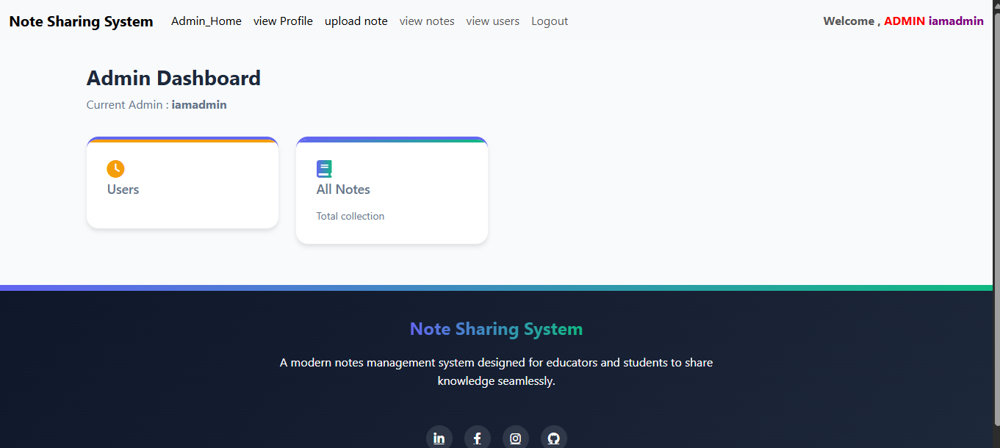 Note Sharing System Admin_Home view Profile upload note view notes view users Logout Welcome , ADMIN iamadmin
Admin Dashboard
Current Admin : iamadmin
Users
All Notes
Total collection
Note Sharing System
A modern notes management system designed for educators and students to share
knowledge seamlessly.